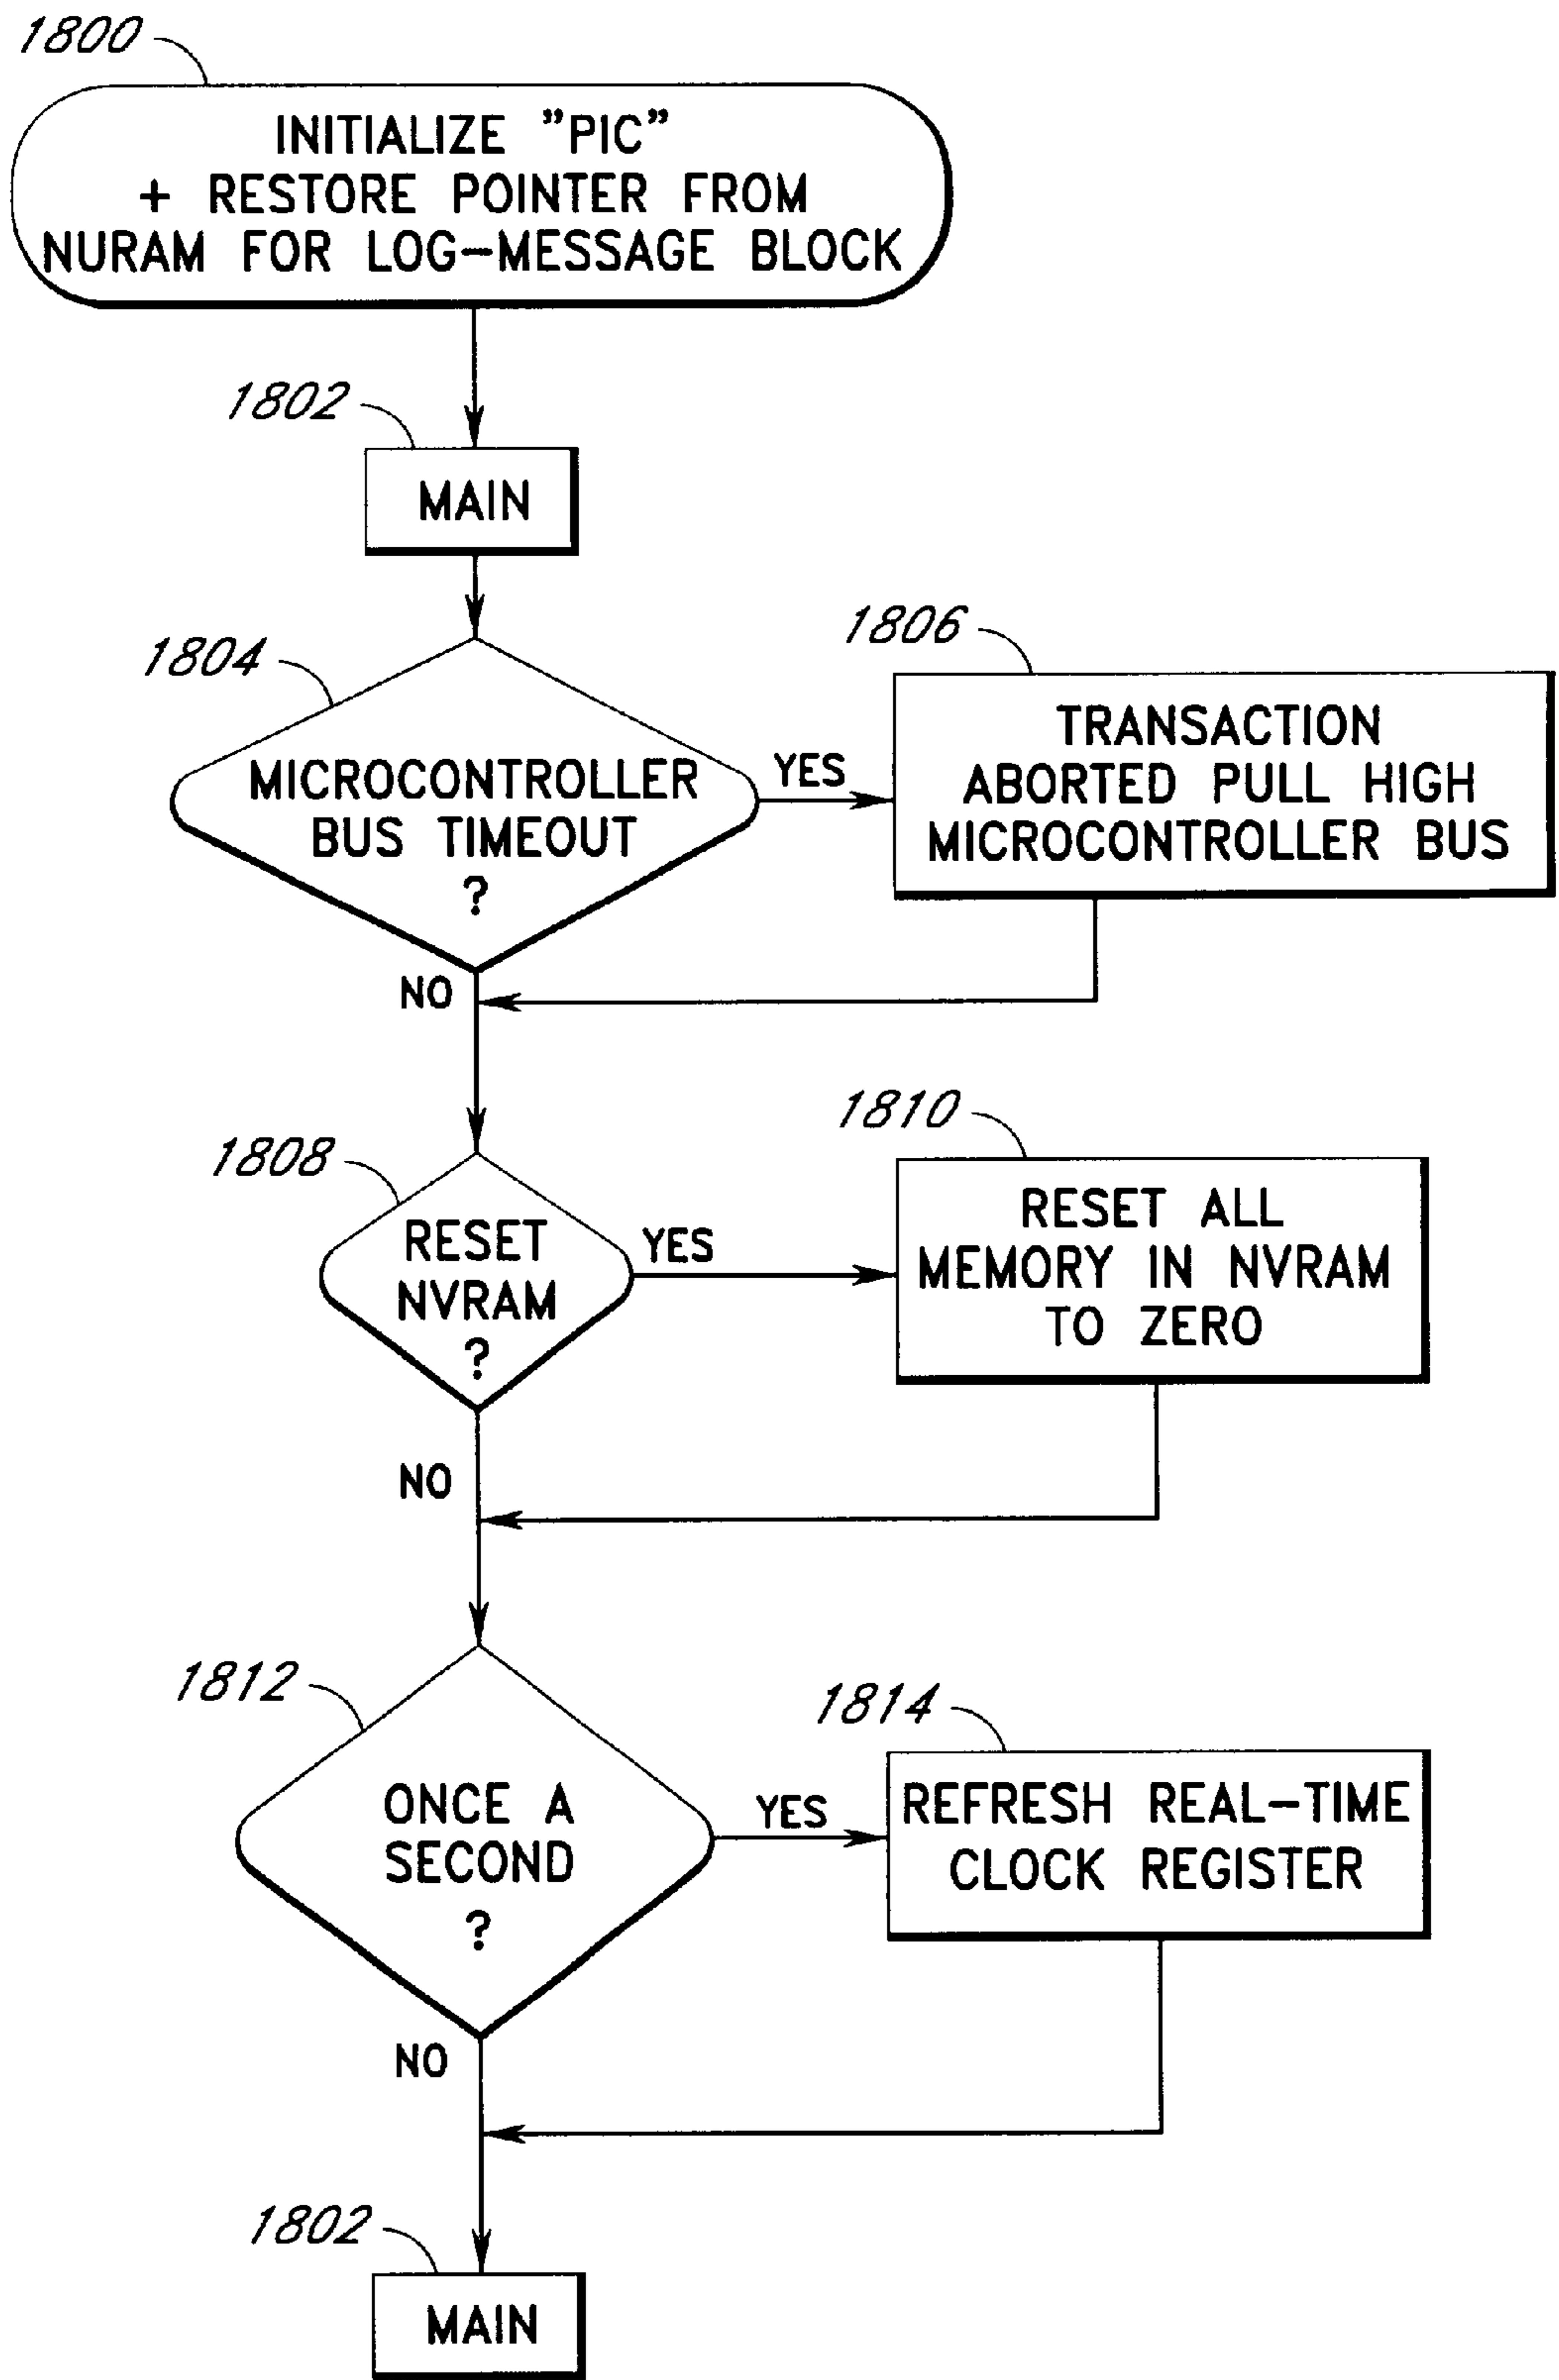 1800
INITIALIZE "PIC"
+ RESTORE POINTER FROM
NURAM FOR LOG-MESSAGE BLOCK
1802
MAIN
1804
MICROCONTROLLER
BUS TIMEOUT
?
YES
1806
TRANSACTION
ABORTED PULL HIGH
MICROCONTROLLER BUS
NO
1808
RESET
NVRAM
?
YES
1810
RESET ALL
MEMORY IN NVRAM
TO ZERO
NO
1812
ONCE A
SECOND
?
YES
1814
REFRESH REAL-TIME
CLOCK REGISTER
NO
1802
MAIN